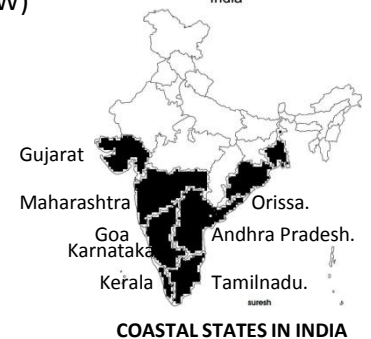 W)
India
Gujarat
Maharashtra
Orissa.
Goa
Andhra Pradesh.
Karnataka
Kerala
Tamilnadu.
suresh
COASTAL STATES IN INDIA